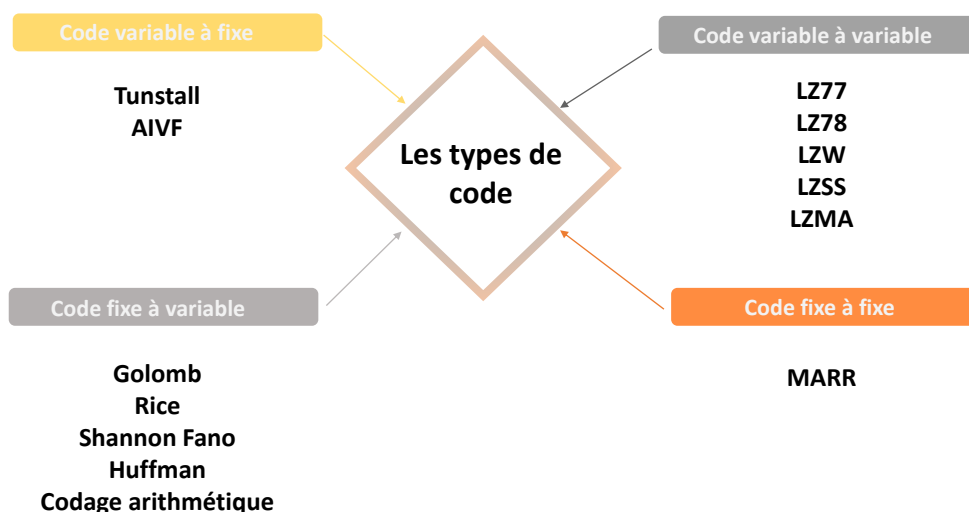 Code variable à fixe
Tunstall
AIVF
Code variable à variable
LZ77
LZ78
LZW
LZSS
LZMA
Les types de
code
Code fixe à variable
Golomb
Rice
Shannon Fano
Huffman
Codage arithmétique
Code fixe à fixe
MARR